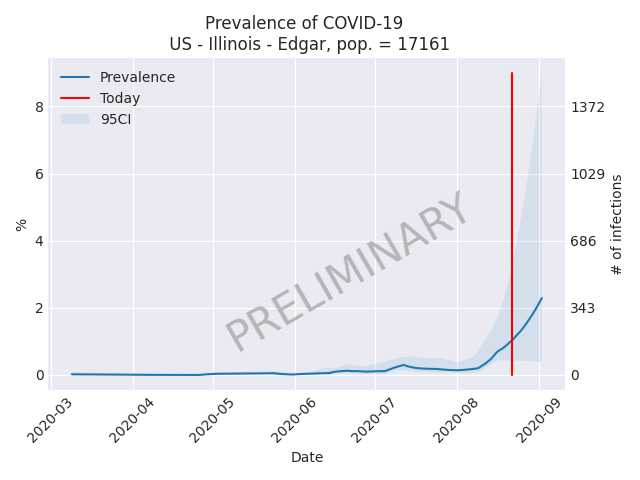 Prevalence of COVID-19
US - Illinois - Edgar, pop. = 17161
Prevalence
Today
95CI
8
6
4
2
0
%
1372
1029
686
343
0
# of infections
PRELIMINARY
2020-03
2020-04
2020-05
2020-06
2020-07
2020-08
2020-09
Date